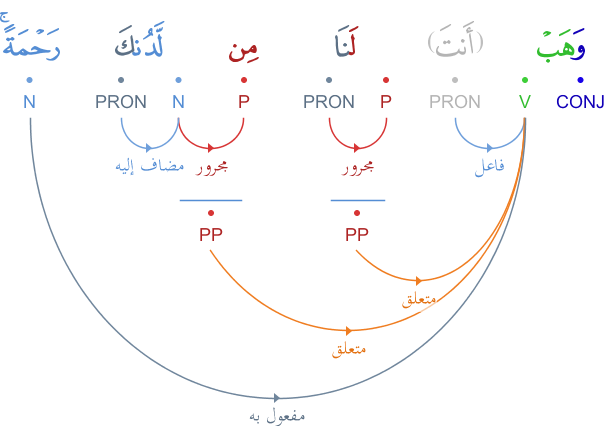 وَهَبْ (أَنتَ) لَنَا مِن لَّدُنكَ رَحْمَةً ۚ
CONJ V PRON P PRON P N PRON N
فاعل مجرور مجرور مضاف إليه
PP PP
متعلق
متعلق
مفعول به